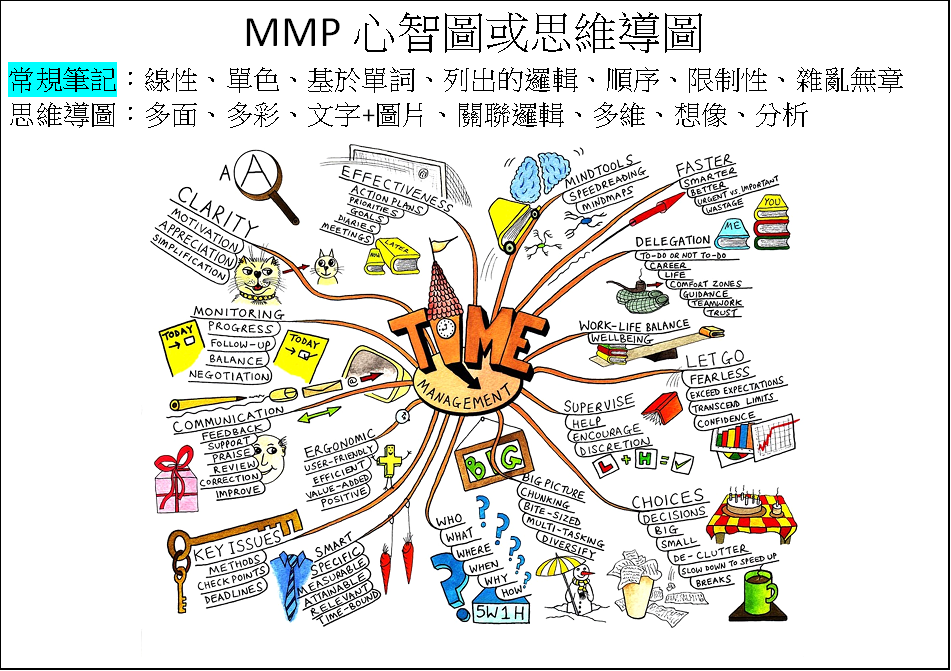 MMP 心智圖或思維導圖
常規筆記：線性、單色、基於單詞、列出的邏輯、順序、限制性、雜亂無章
思維導圖：多面、多彩、文字+圖片、關聯邏輯、多維、想像、分析
TIME
MANAGEMENT
A A
CLARITY
MOTIVATION
APPRECIATION
SIMPLIFICATION
EFFECTIVENESS
ACTION PLANS
PRIORITIES
GOALS
DIARIES
MEETINGS
@
NOW
LATER
MINDTOOLS
SPEEDREADING
MINDMAPS
FASTER
SMARTER
BETTER
URGENT VS. IMPORTANT
WASTAGE
YOU
ME
DELEGATION
TO-DO OR NOT TO-DO
CAREER
LIFE
COMFORT ZONES
GUIDANCE
TEAMWORK
TRUST
WORK-LIFE BALANCE
WELLBEING
LET GO
FEARLESS
EXCEED EXPECTATIONS
TRANSCEND LIMITS
CONFIDENCE
SUPERVISE
HELP
ENCOURAGE
DISCRETION
L + H = ✓
CHOICES
DECISIONS
BIG
SMALL
DE-CLUTTER
SLOW DOWN TO SPEED UP
BREAKS
BIG
BIG PICTURE
CHUNKING
BITE-SIZED
MULTI-TASKING
DIVERSIFY
WHO
WHAT
WHERE
WHEN
WHY
HOW
? ? ? ? ? ?
5W1H
SMART
SPECIFIC
MEASURABLE
ATTAINABLE
RELEVANT
TIME-BOUND
ERGONOMIC
USER-FRIENDLY
EFFICIENT
VALUE-ADDED
POSITIVE
KEY ISSUES
METHODS
CHECK POINTS
DEADLINES
COMMUNICATION
FEEDBACK
SUPPORT
PRAISE
REVIEW
CORRECTION
IMPROVE
@
MONITORING
PROGRESS
FOLLOW-UP
BALANCE
NEGOTIATION
TODAY
TODAY